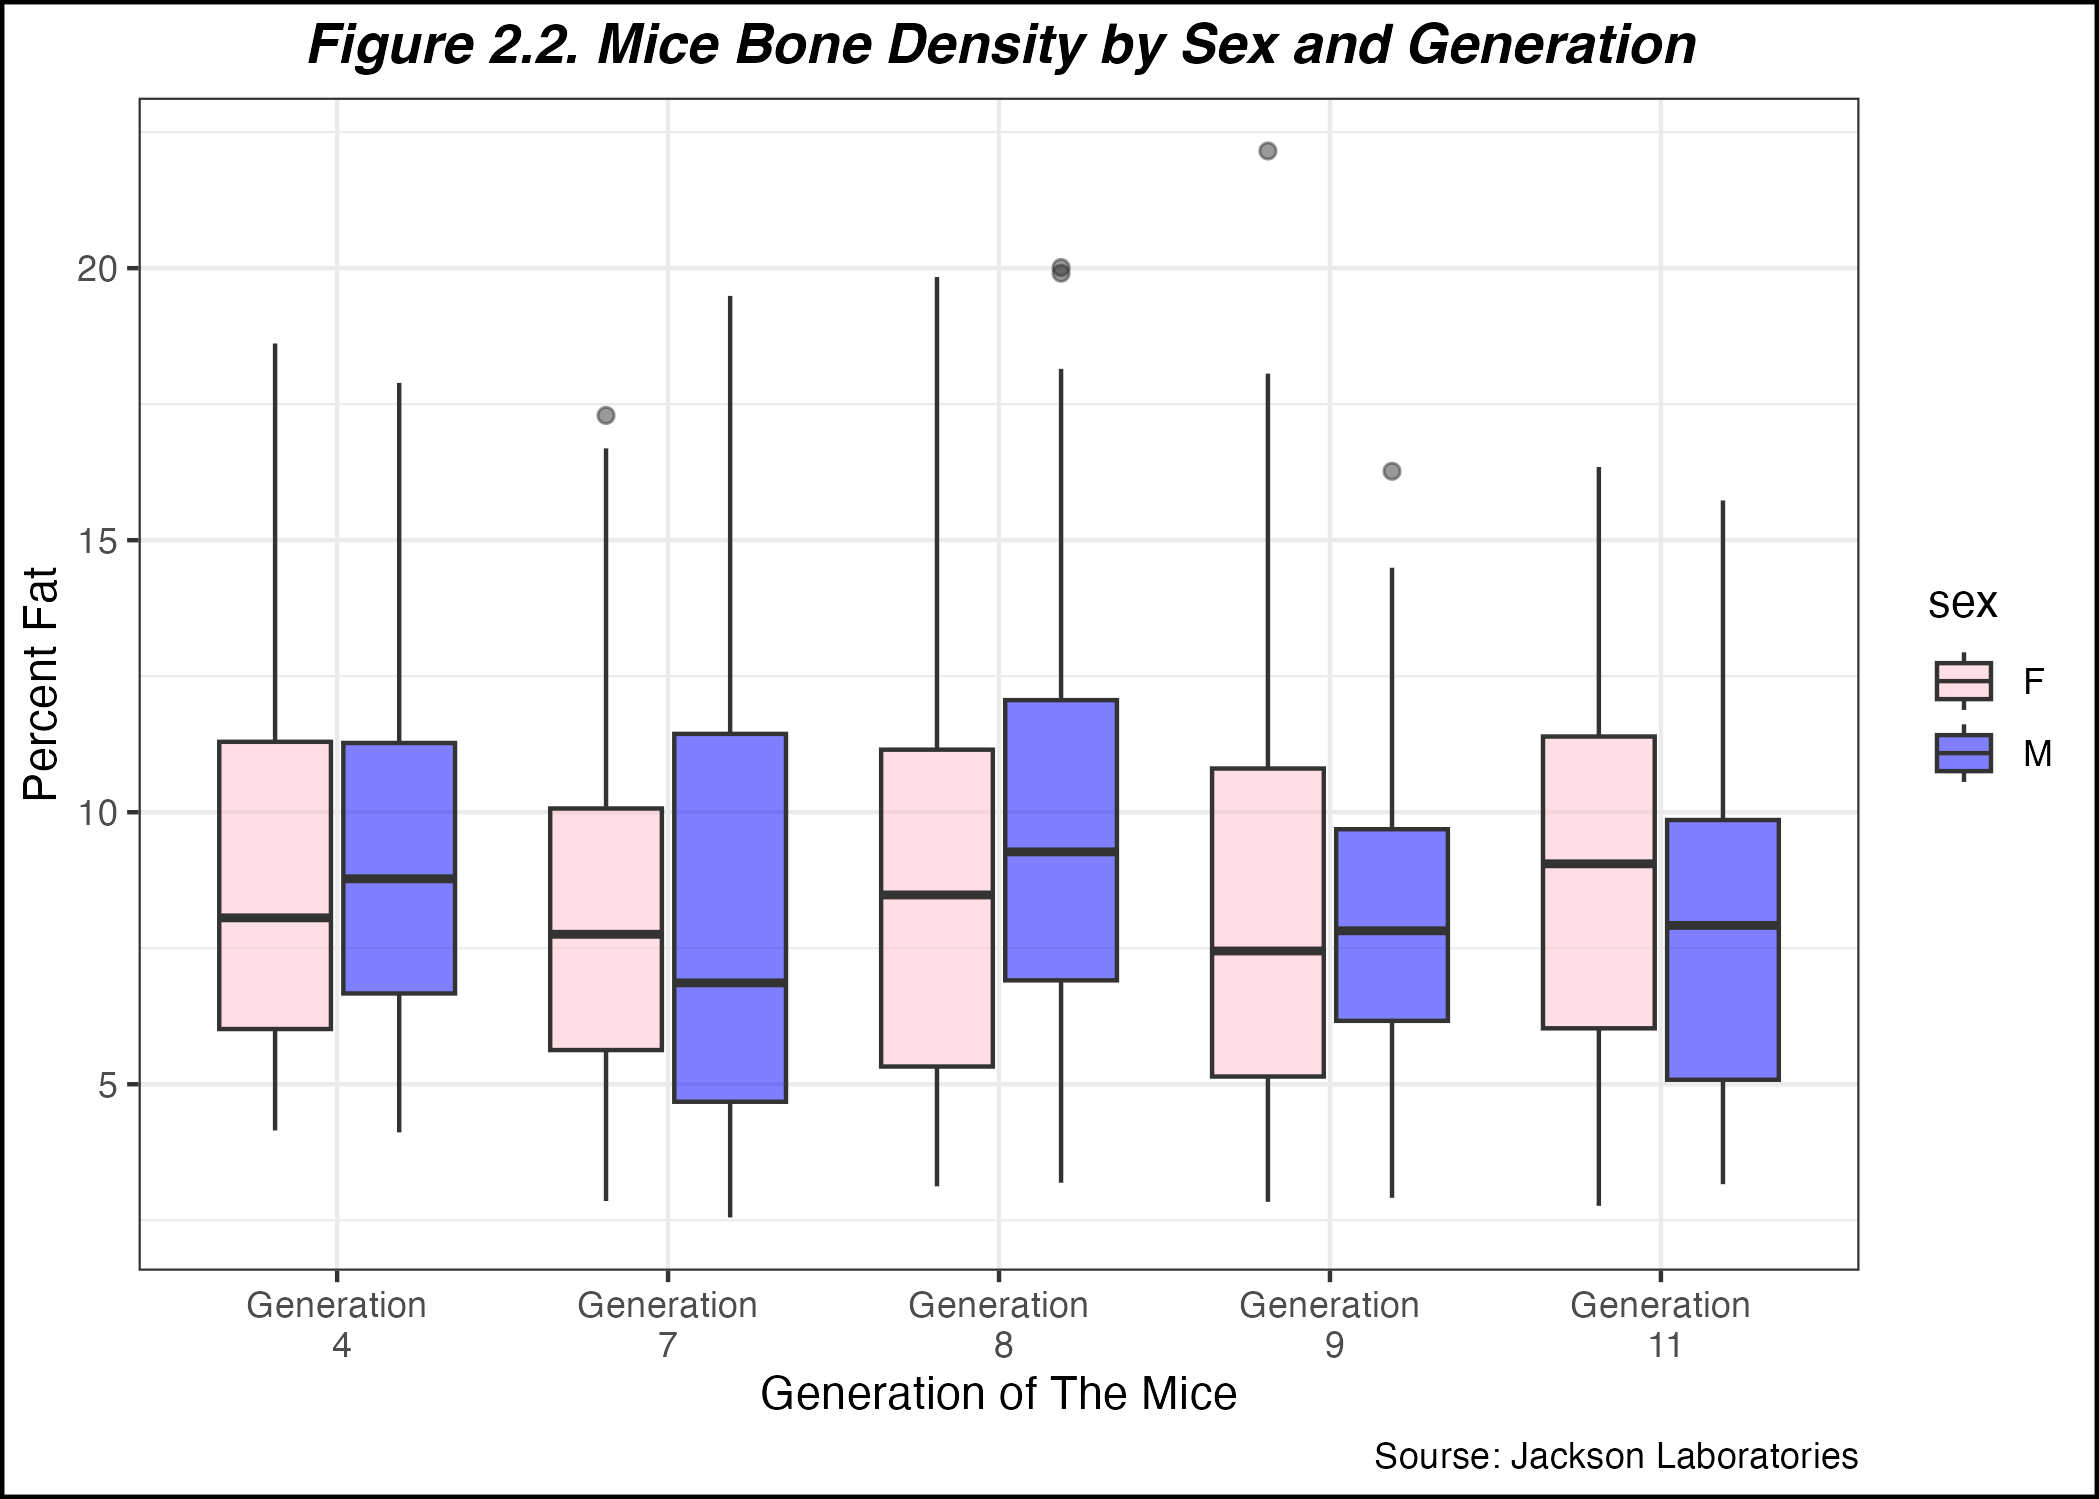 Figure 2.2. Mice Bone Density by Sex and Generation
Percent Fat
20
15
10
5
Generation
4
Generation
7
Generation
8
Generation
9
Generation
11
Generation of The Mice
sex
F
M
Sourse: Jackson Laboratories